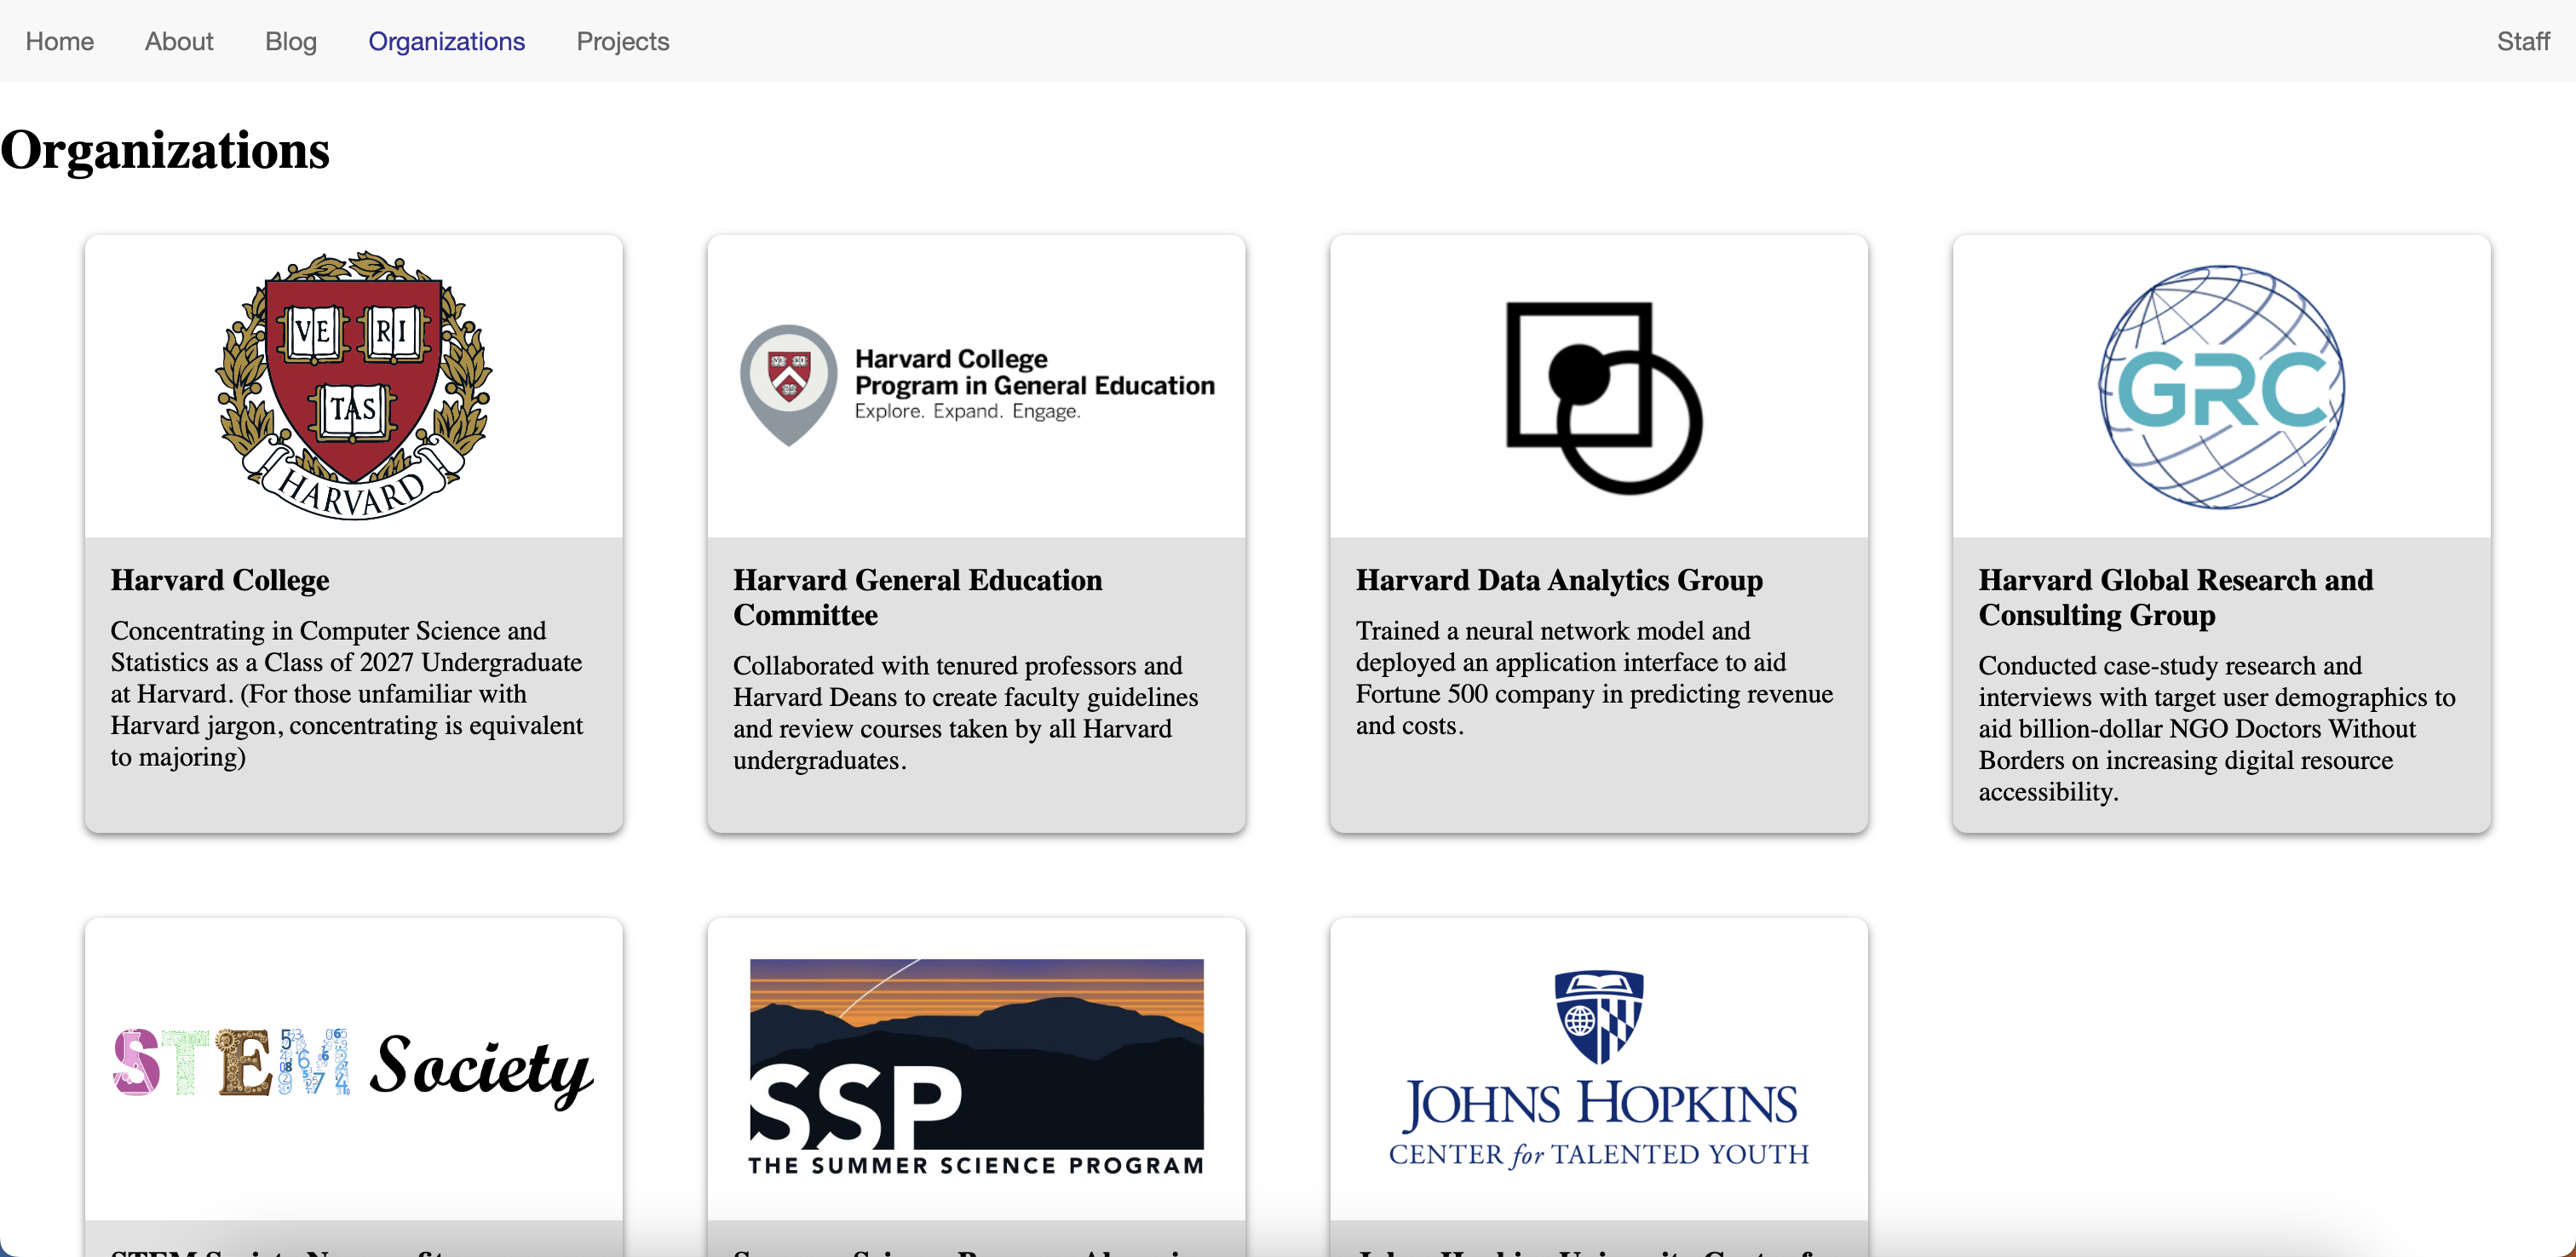 Home About Blog Organizations Projects Staff
Organizations
VE RI
TAS
HARVARD
Harvard College
Concentrating in Computer Science and
Statistics as a Class of 2027 Undergraduate
at Harvard. (For those unfamiliar with
Harvard jargon, concentrating is equivalent
to majoring)
Harvard College
Program in General Education
Explore. Expand. Engage.
Harvard General Education
Committee
Collaborated with tenured professors and
Harvard Deans to create faculty guidelines
and review courses taken by all Harvard
undergraduates.
Harvard Data Analytics Group
Trained a neural network model and
deployed an application interface to aid
Fortune 500 company in predicting revenue
and costs.
GRC
Harvard Global Research and
Consulting Group
Conducted case-study research and
interviews with target user demographics to
aid billion-dollar NGO Doctors Without
Borders on increasing digital resource
accessibility.
STEM Society
SSP
THE SUMMER SCIENCE PROGRAM
JOHNS HOPKINS
CENTER for TALENTED YOUTH